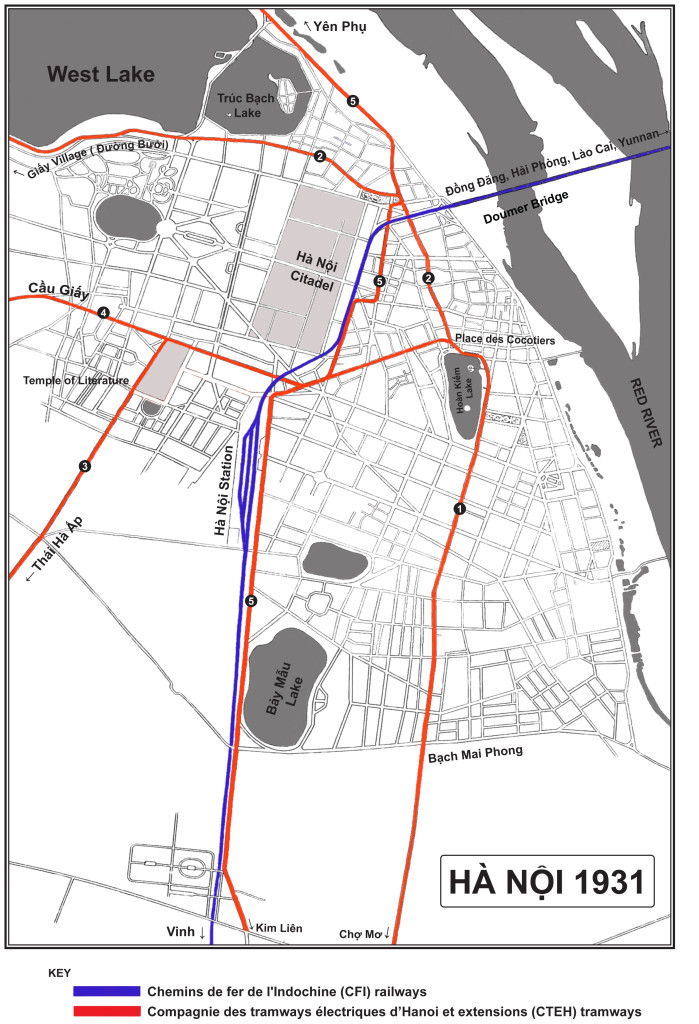 Yên Phụ
West Lake
Trúc Bạch
Lake
5
2
Giấy Village ( Đường Bưởi)
Đồng Đăng, Hải Phòng, Lào Cai, Yunnan
Doumer Bridge
Hà Nội
Citadel
5
2
Cầu Giấy
4
Place des Cocotiers
Temple of Literature
Hoàn Kiếm
Lake
RED RIVER
3
Hà Nội Station
1
Thái Hà Ấp
5
Bảy Mẫu
Lake
Bạch Mai Phong
HÀ NỘI 1931
Vinh ↓
Kim Liên
Chợ Mơ
KEY
Chemins de fer de l'Indochine (CFI) railways
Compagnie des tramways électriques d'Hanoi et extensions (CTEH) tramways